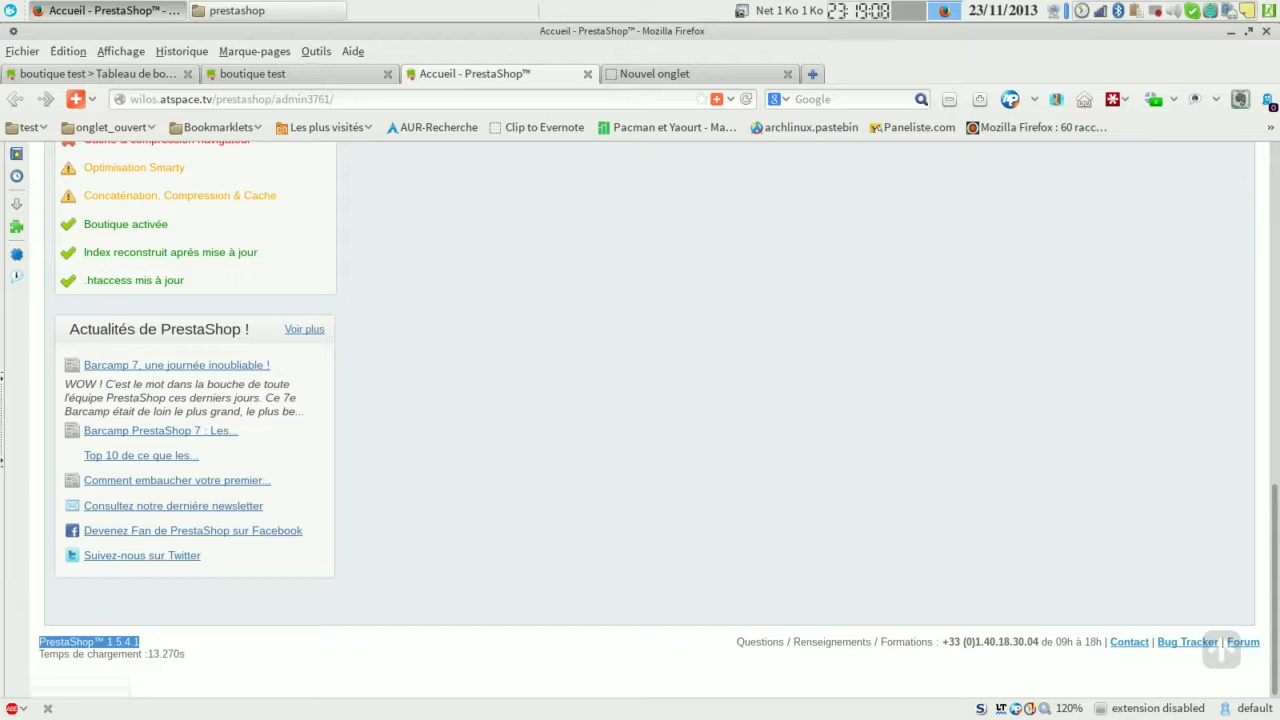 Accueil - PrestaShop™ - ...
prestashop
Net 1 Ko 1 Ko
23:19:08
23/11/2013
Accueil - PrestaShop™ - Mozilla Firefox
Fichier Édition Affichage Historique Marque-pages Outils Aide
boutique test > Tableau de bo...
boutique test
Accueil - PrestaShop™
Nouvel onglet
wilos.atspace.tv/prestashop/admin3761/
Google
test
onglet_ouvert
Bookmarklets
Les plus visités
AUR-Recherche
Clip to Evernote
Pacman et Yaourt - Ma...
archlinux.pastebin
Paneliste.com
Mozilla Firefox : 60 racc...
»
Cache & compression navigateur
Optimisation Smarty
Concaténation, Compression & Cache
Boutique activée
Index reconstruit après mise à jour
.htaccess mis à jour
Actualités de PrestaShop ! Voir plus
Barcamp 7, une journée inoubliable !
WOW ! C'est le mot dans la bouche de toute
l'équipe PrestaShop ces derniers jours. Ce 7e
Barcamp était de loin le plus grand, le plus be...
Barcamp PrestaShop 7 : Les...
Top 10 de ce que les...
Comment embaucher votre premier...
Consultez notre dernière newsletter
Devenez Fan de PrestaShop sur Facebook
Suivez-nous sur Twitter
PrestaShop™ 1.5.4.1
Questions / Renseignements / Formations : +33 (0)1.40.18.30.04 de 09h à 18h | Contact | Bug Tracker | Forum
Temps de chargement :13.270s
ABP
120%
extension disabled
default